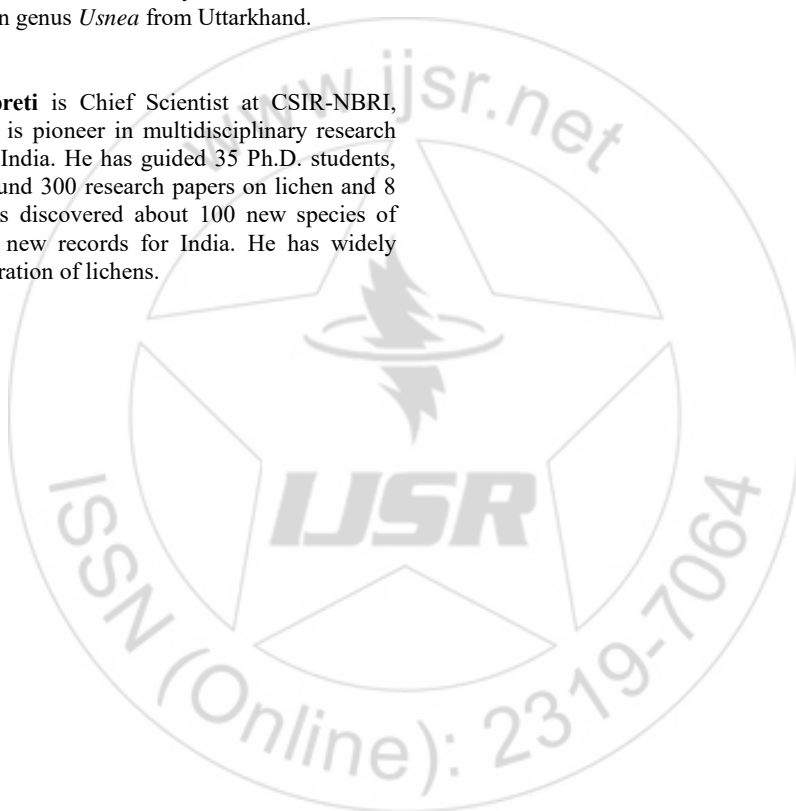 n genus Usnea from Uttarkhand.
preti is Chief Scientist at CSIR-NBRI,
is pioneer in multidisciplinary research
India. He has guided 35 Ph.D. students,
und 300 research papers on lichen and 8
s discovered about 100 new species of
new records for India. He has widely
ration of lichens.
www.ijsr.net
IJSR
ISSN (Online): 2319-7064